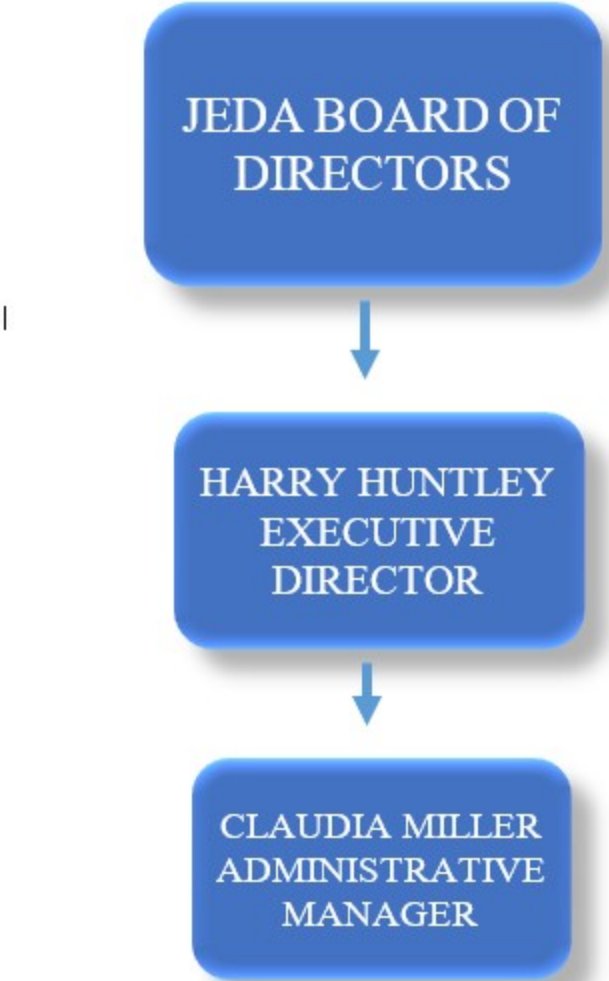 JEDA BOARD OF
DIRECTORS
HARRY HUNTLEY
EXECUTIVE
DIRECTOR
CLAUDIA MILLER
ADMINISTRATIVE
MANAGER